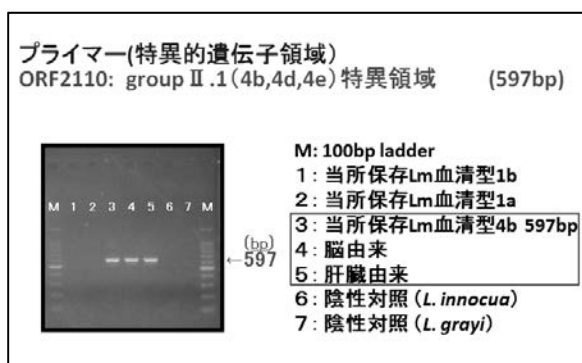 プライマー(特異的遺伝子領域)
ORF2110: group Ⅱ.1(4b,4d,4e)特異領域 (597bp)
M 1 2 3 4 5 6 7 M
(bp)
←597
M: 100bp ladder
1：当所保存Lm血清型1b
2：当所保存Lm血清型1a
3：当所保存Lm血清型4b 597bp
4：脳由来
5：肝臓由来
6：陰性対照（L. innocua）
7：陰性対照（L. grayi）